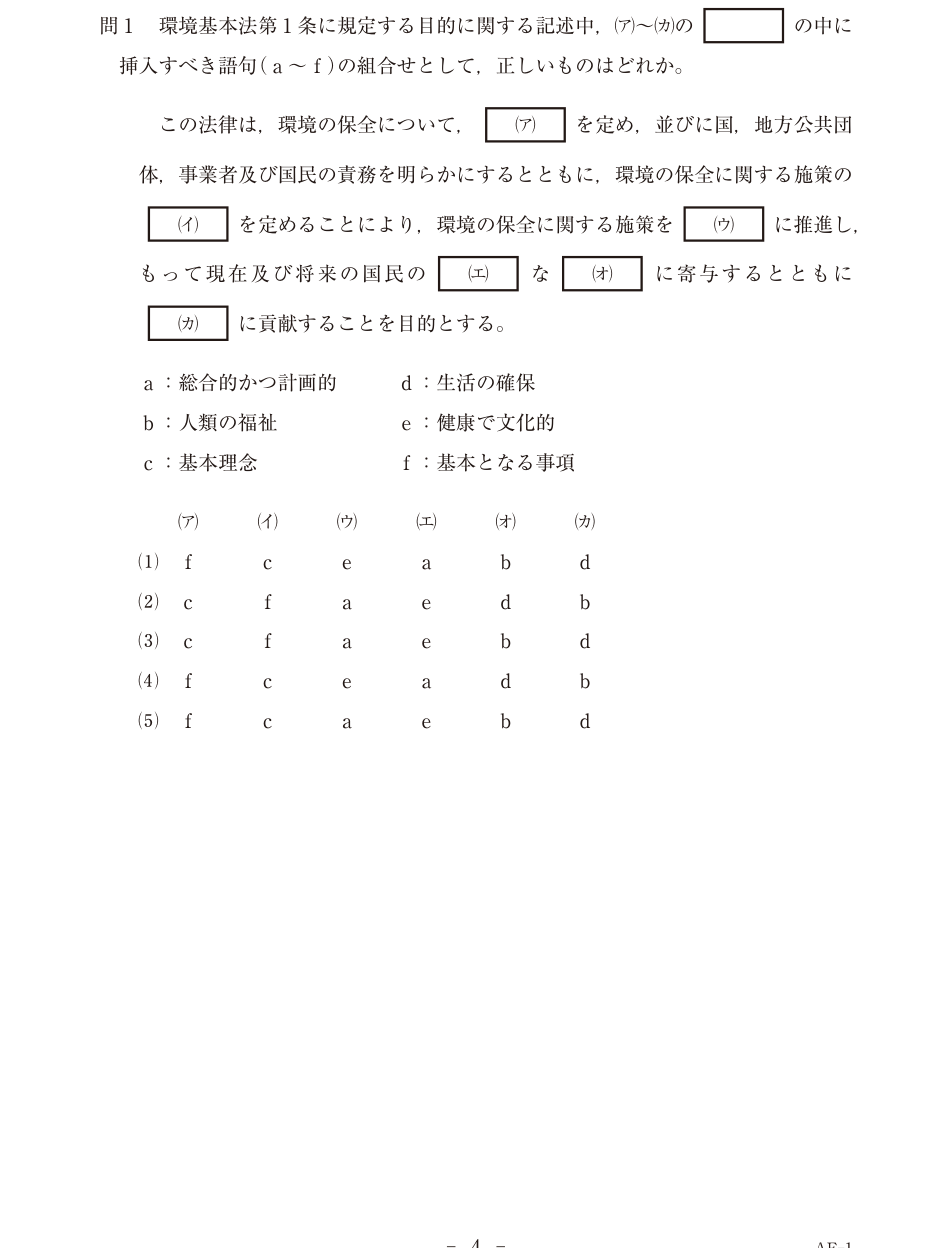 問1 環境基本法第1条に規定する目的に関する記述中，㋐～㋕の　　　の中に
挿入すべき語句(a～f)の組合せとして，正しいものはどれか。
この法律は，環境の保全について， (ア) を定め，並びに国，地方公共団
体，事業者及び国民の責務を明らかにするとともに，環境の保全に関する施策の
(イ) を定めることにより，環境の保全に関する施策を (ウ) に推進し，
もって現在及び将来の国民の (エ) な (オ) に寄与するとともに
(カ) に貢献することを目的とする。
a：総合的かつ計画的 d：生活の確保
b：人類の福祉 e：健康で文化的
c：基本理念 f：基本となる事項
(ア) (イ) (ウ) (エ) (オ) (カ)
(1) f c e a b d
(2) c f a e d b
(3) c f a e b d
(4) f c e a d b
(5) f c a e b d
－ 4 －